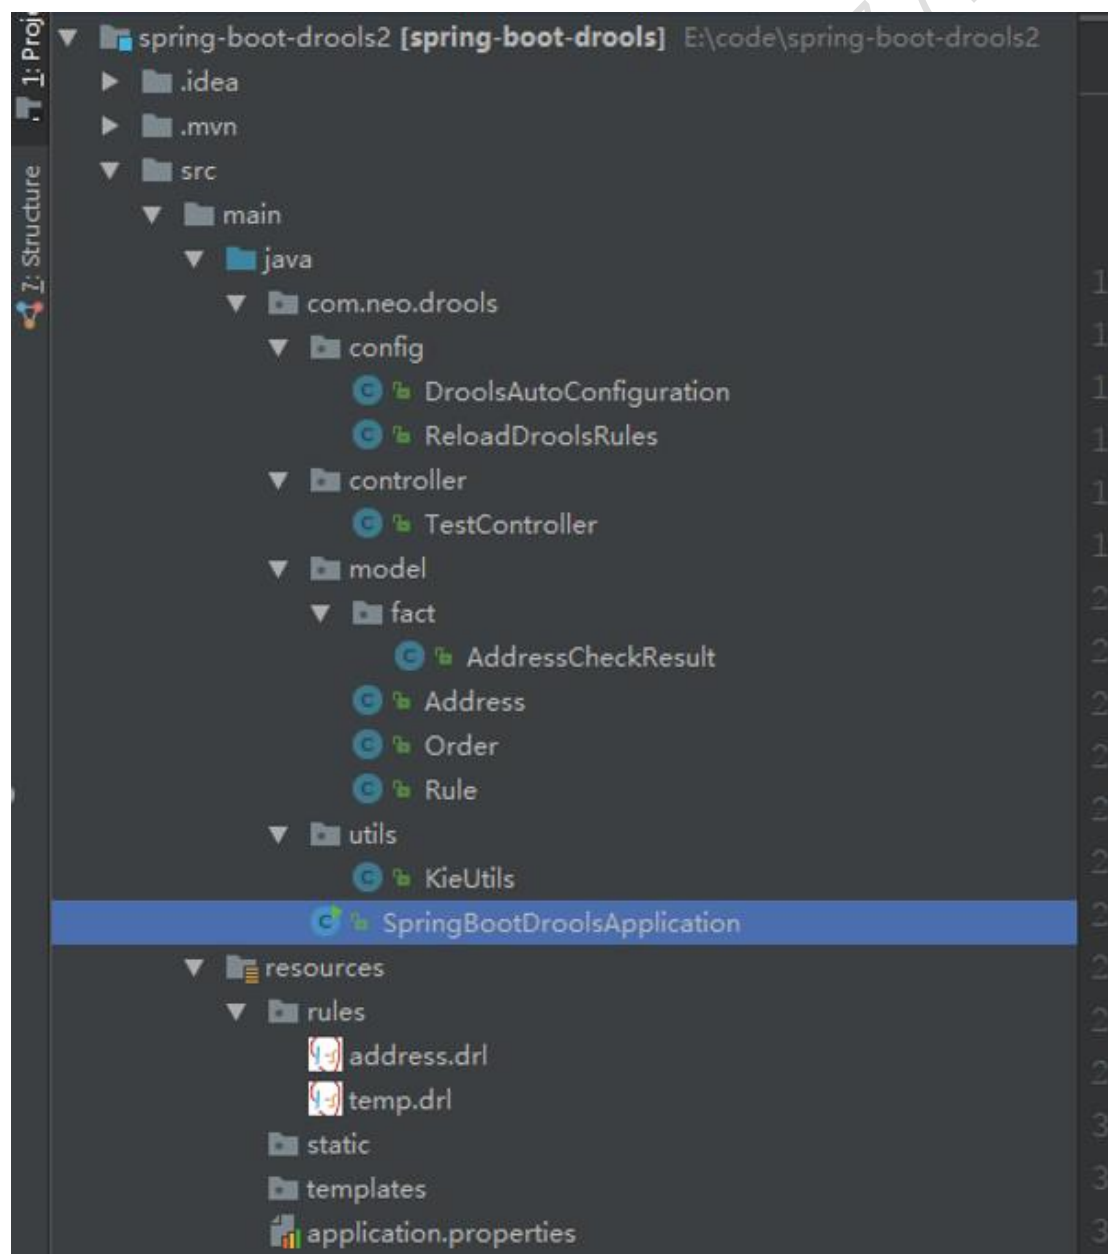 1: Proje
7: Structure
spring-boot-drools2 [spring-boot-drools] E:\code\spring-boot-drools2
.idea
.mvn
src
main
java
com.neo.drools
config
DroolsAutoConfiguration
ReloadDroolsRules
controller
TestController
model
fact
AddressCheckResult
Address
Order
Rule
utils
KieUtils
SpringBootDroolsApplication
resources
rules
address.drl
temp.drl
static
templates
application.properties